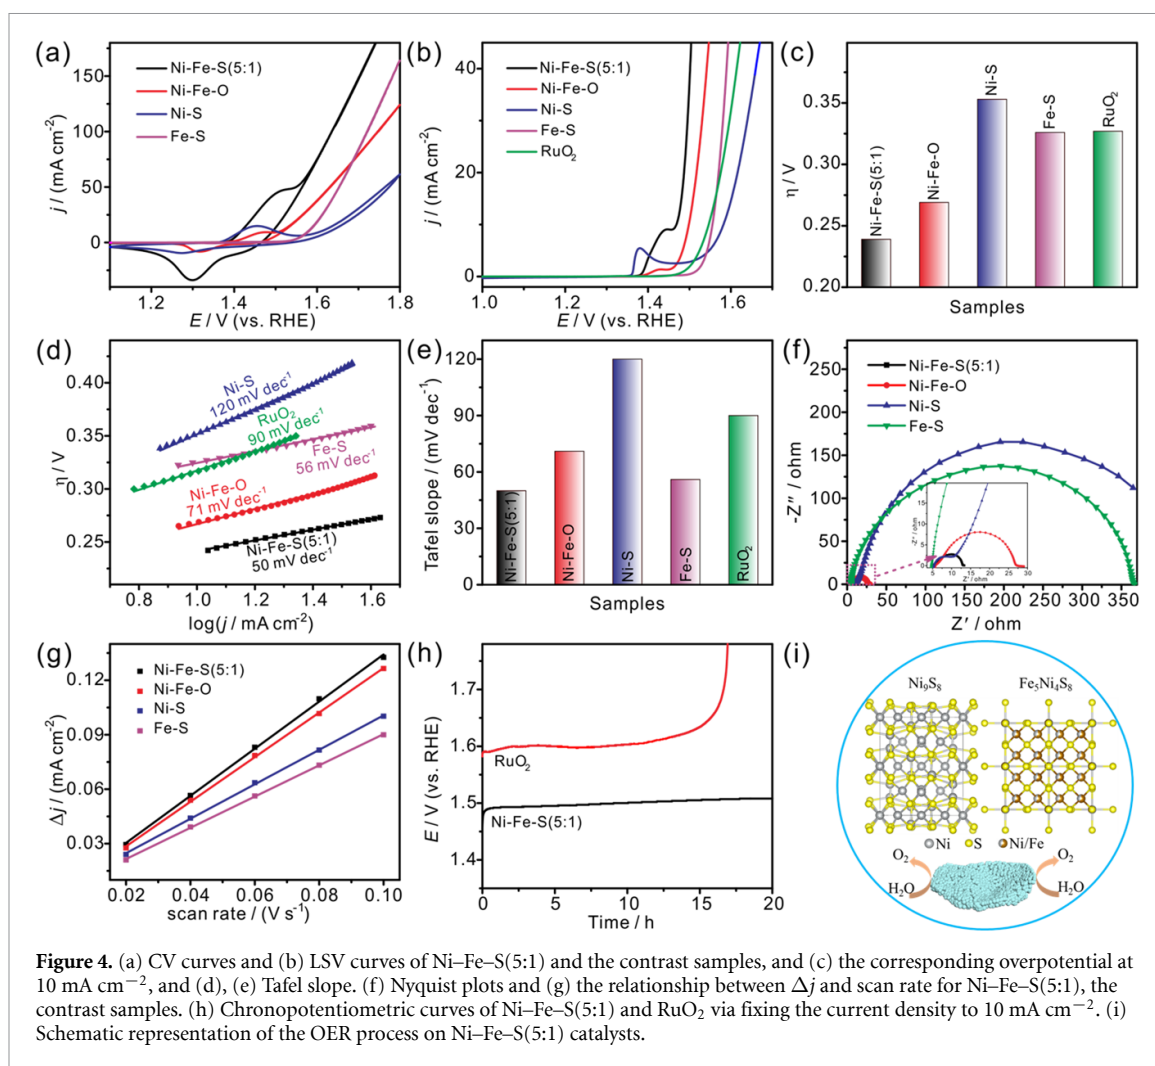 (a)
Ni-Fe-S(5:1)
Ni-Fe-O
Ni-S
Fe-S
150
100
50
0
j / (mA cm⁻²)
1.2 1.4 1.6 1.8
E / V (vs. RHE)
(b)
Ni-Fe-S(5:1)
Ni-Fe-O
Ni-S
Fe-S
RuO₂
40
20
0
j / (mA cm⁻²)
1.0 1.2 1.4 1.6
E / V (vs. RHE)
(c)
0.35
0.30
0.25
0.20
η / V
Ni-Fe-S(5:1)
Ni-Fe-O
Ni-S
Fe-S
RuO₂
Samples
(d)
0.40
0.35
0.30
0.25
η / V
Ni-S
120 mV dec⁻¹
RuO₂
90 mV dec⁻¹
Fe-S
56 mV dec⁻¹
Ni-Fe-O
71 mV dec⁻¹
Ni-Fe-S(5:1)
50 mV dec⁻¹
0.8 1.0 1.2 1.4 1.6
log(j / mA cm⁻²)
(e)
120
90
60
30
0
Tafel slope / (mV dec⁻¹)
Ni-Fe-S(5:1)
Ni-Fe-O
Ni-S
Fe-S
RuO₂
Samples
(f)
Ni-Fe-S(5:1)
Ni-Fe-O
Ni-S
Fe-S
250
200
150
100
50
0
-Z″ / ohm
15
10
5
0
-Z″ / ohm
5 10 15 20 25 30
Z′ / ohm
0 50 100 150 200 250 300 350
Z′ / ohm
(g)
Ni-Fe-S(5:1)
Ni-Fe-O
Ni-S
Fe-S
0.12
0.09
0.06
0.03
Δj / (mA cm⁻²)
0.02 0.04 0.06 0.08 0.10
scan rate / (V s⁻¹)
(h)
1.7
1.6
1.5
1.4
E / V (vs. RHE)
RuO₂
Ni-Fe-S(5:1)
0 5 10 15 20
Time / h
(i)
Ni₉S₈ Fe₅Ni₄S₈
Ni S Ni/Fe
O₂ O₂
H₂O H₂O
Figure 4. (a) CV curves and (b) LSV curves of Ni–Fe–S(5:1) and the contrast samples, and (c) the corresponding overpotential at
10 mA cm⁻², and (d), (e) Tafel slope. (f) Nyquist plots and (g) the relationship between Δj and scan rate for Ni–Fe–S(5:1), the
contrast samples. (h) Chronopotentiometric curves of Ni–Fe–S(5:1) and RuO₂ via fixing the current density to 10 mA cm⁻². (i)
Schematic representation of the OER process on Ni–Fe–S(5:1) catalysts.